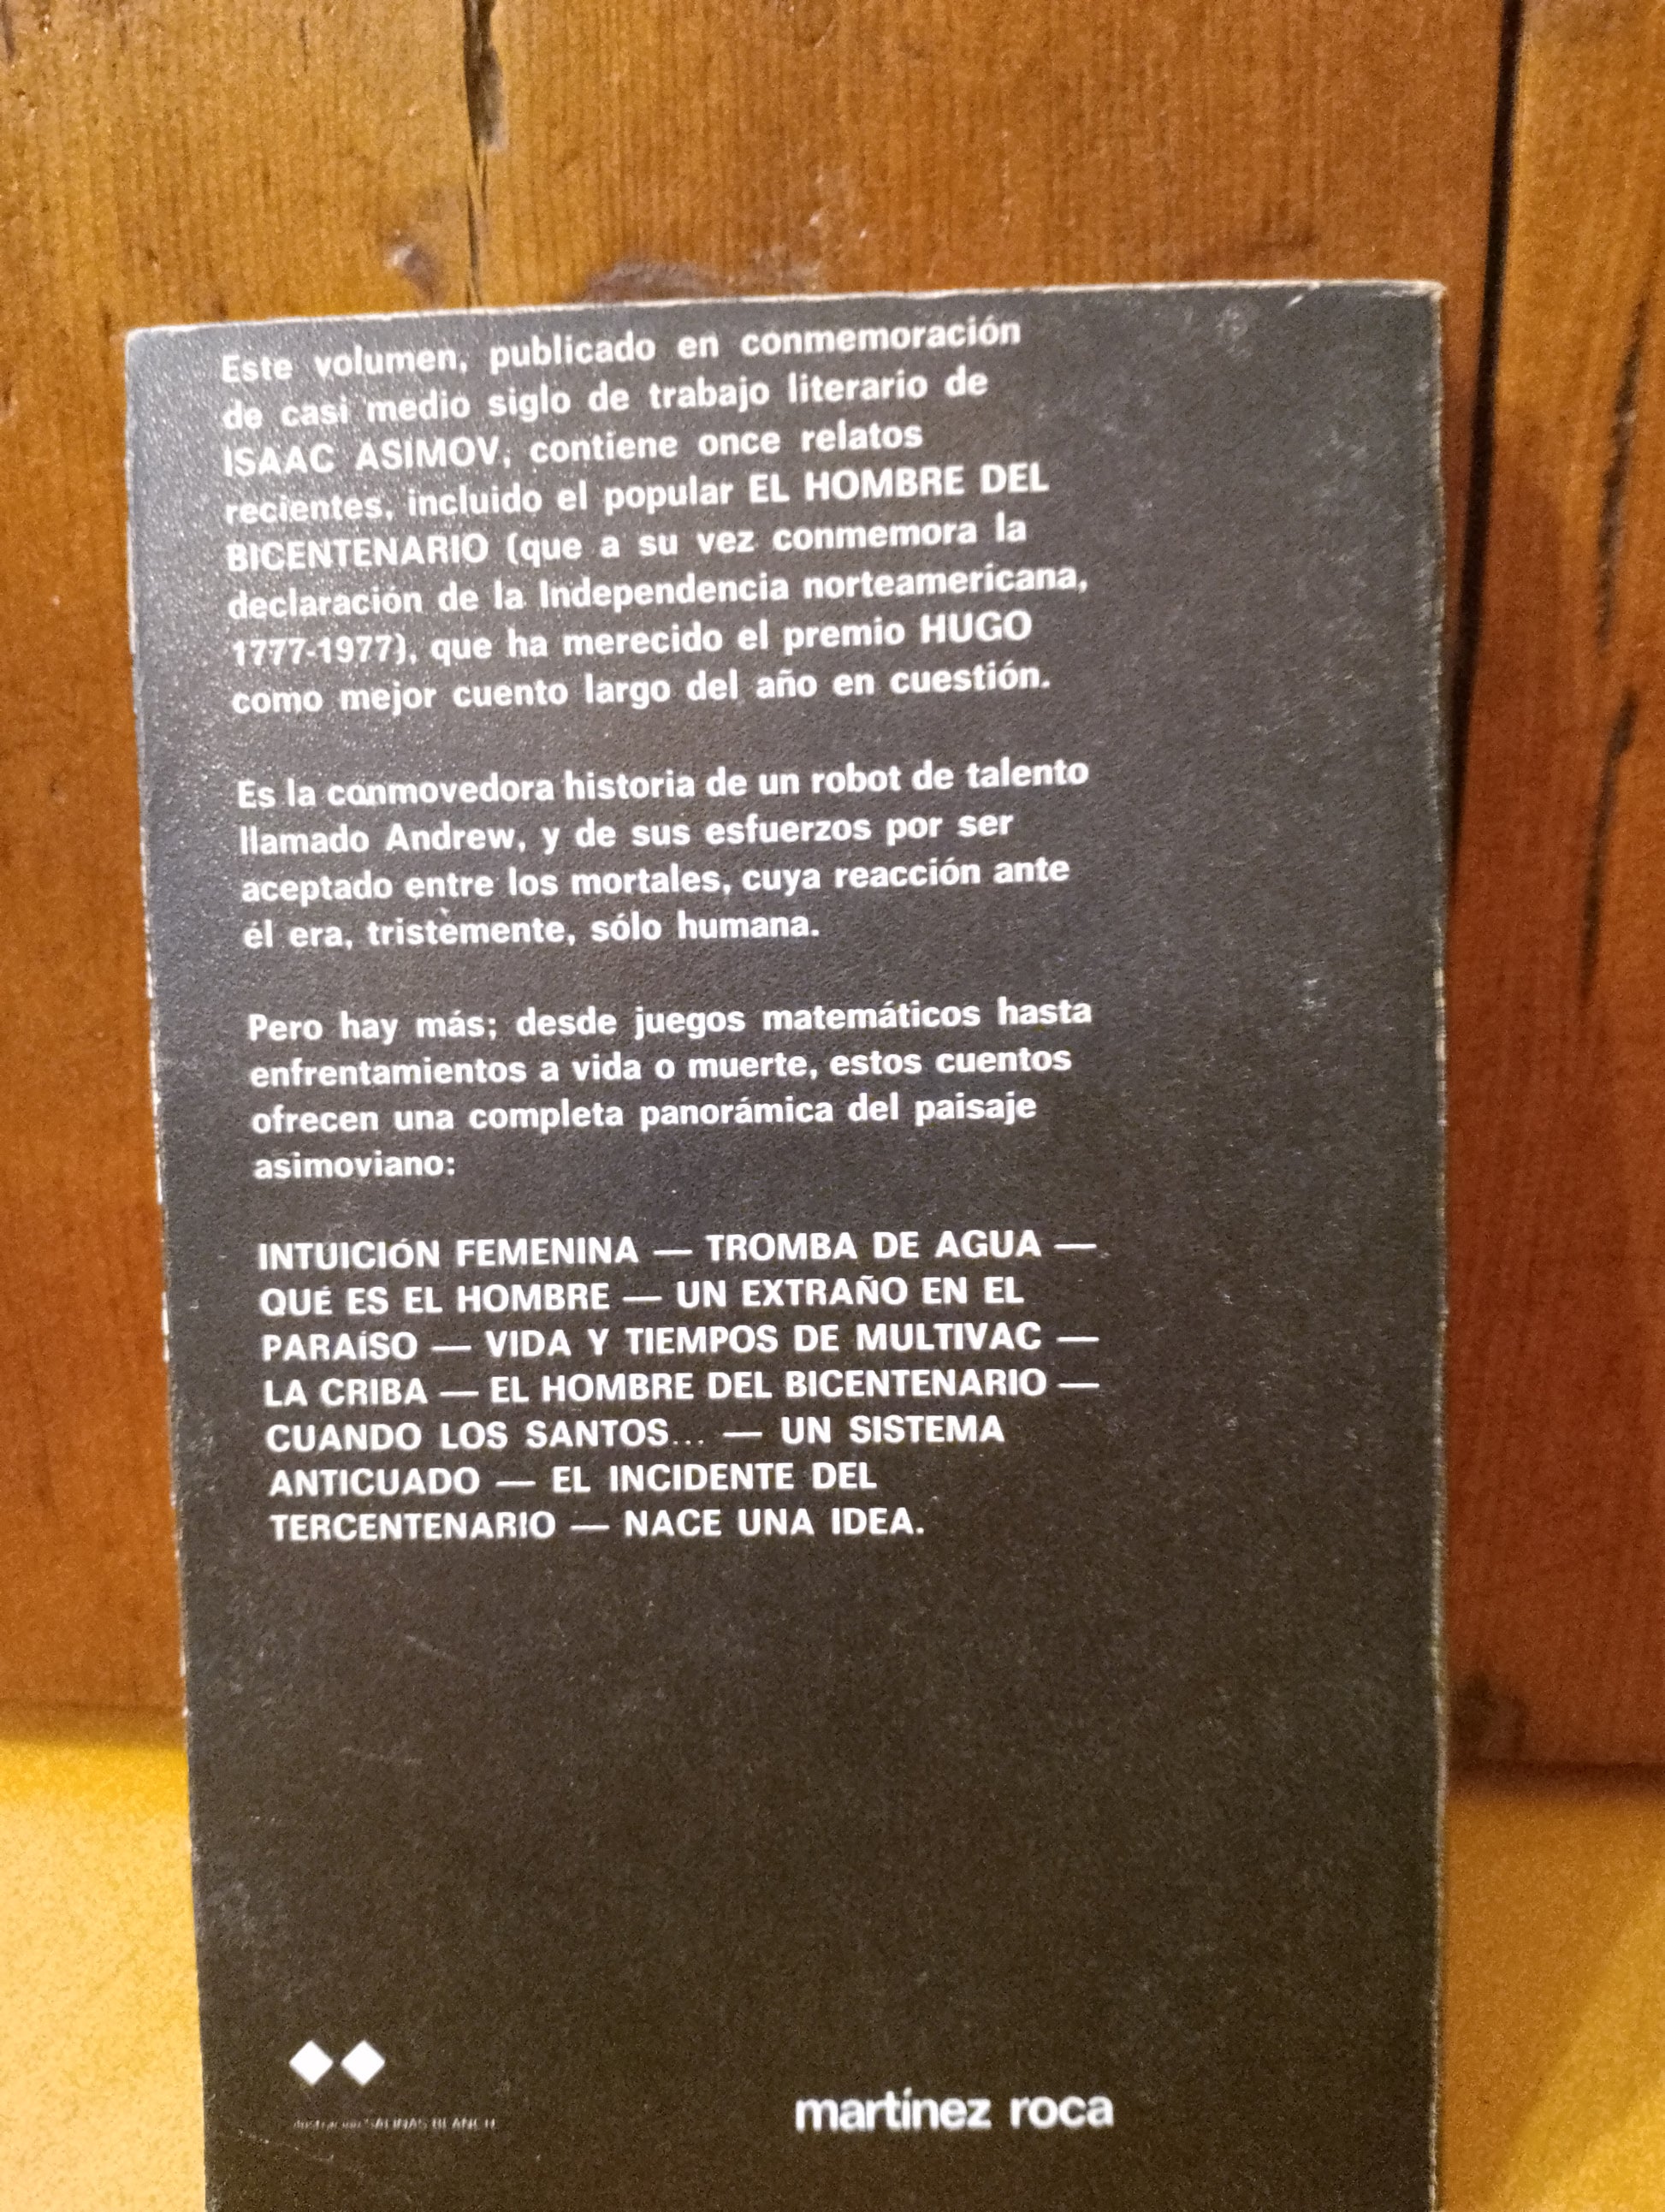 Este volumen, publicado en conmemoración
de casi medio siglo de trabajo literario de
ISAAC ASIMOV, contiene once relatos
recientes, incluido el popular EL HOMBRE DEL
BICENTENARIO (que a su vez conmemora la
declaración de la Independencia norteamericana,
1777-1977), que ha merecido el premio HUGO
como mejor cuento largo del año en cuestión.
Es la conmovedora historia de un robot de talento
llamado Andrew, y de sus esfuerzos por ser
aceptado entre los mortales, cuya reacción ante
él era, tristemente, sólo humana.
Pero hay más; desde juegos matemáticos hasta
enfrentamientos a vida o muerte, estos cuentos
ofrecen una completa panorámica del paisaje
asimoviano:
INTUICIÓN FEMENINA — TROMBA DE AGUA —
QUÉ ES EL HOMBRE — UN EXTRAÑO EN EL
PARAÍSO — VIDA Y TIEMPOS DE MULTIVAC —
LA CRIBA — EL HOMBRE DEL BICENTENARIO —
CUANDO LOS SANTOS... — UN SISTEMA
ANTICUADO — EL INCIDENTE DEL
TERCENTENARIO — NACE UNA IDEA.
ilustración SALINAS BLANCH
martínez roca